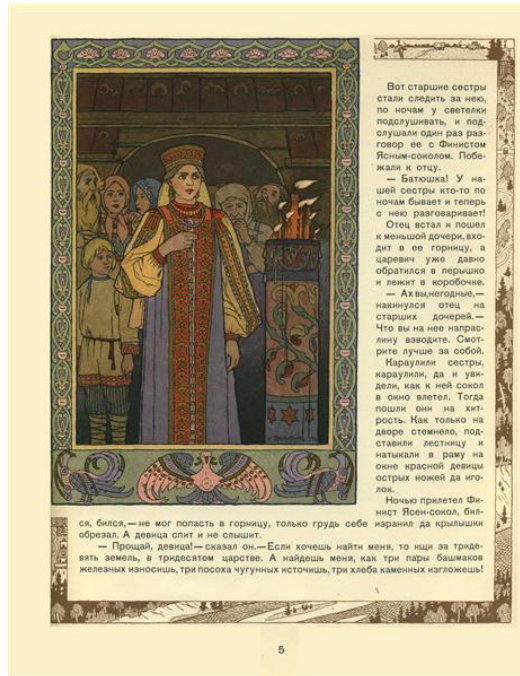 Вот старшие сестры
стали следить за нею,
по ночам у светелки
подслушивать, и под-
слушали один раз раз-
говор ее с Финистом
Ясным-соколом. Побе-
жали к отцу.
— Батюшка! У на-
шей сестры кто-то по
ночам бывает и теперь
с нею разговаривает!
Отец встал и пошел
к меньшой дочери, вхо-
дит в ее горницу, а
царевич уже давно
обратился в перышко
и лежит в коробочке.
— Ах вы, негодные, —
накинулся отец на
старших дочерей. —
Что вы на нее напрас-
лину взводите. Смот-
рите лучше за собой.
Караулили сестры,
караулили, да и уви-
дели, как к ней сокол
в окно влетел. Тогда
пошли они на хит-
рость. Как только на
дворе стемнело, под-
ставили лестницу и
натыкали в раму на
окне красной девицы
острых ножей да иго-
лок.
Ночью прилетел Фи-
нист Ясен-сокол, бил-
ся, бился, — не мог попасть в горницу, только грудь себе изранил да крылышки
обрезал. А девица спит и не слышит.
— Прощай, девица! — сказал он. — Если хочешь найти меня, то ищи за триде-
вять земель, в тридесятом царстве. А найдешь меня, как три пары башмаков
железных износишь, три посоха чугунных источишь, три хлеба каменных изгложешь!
5